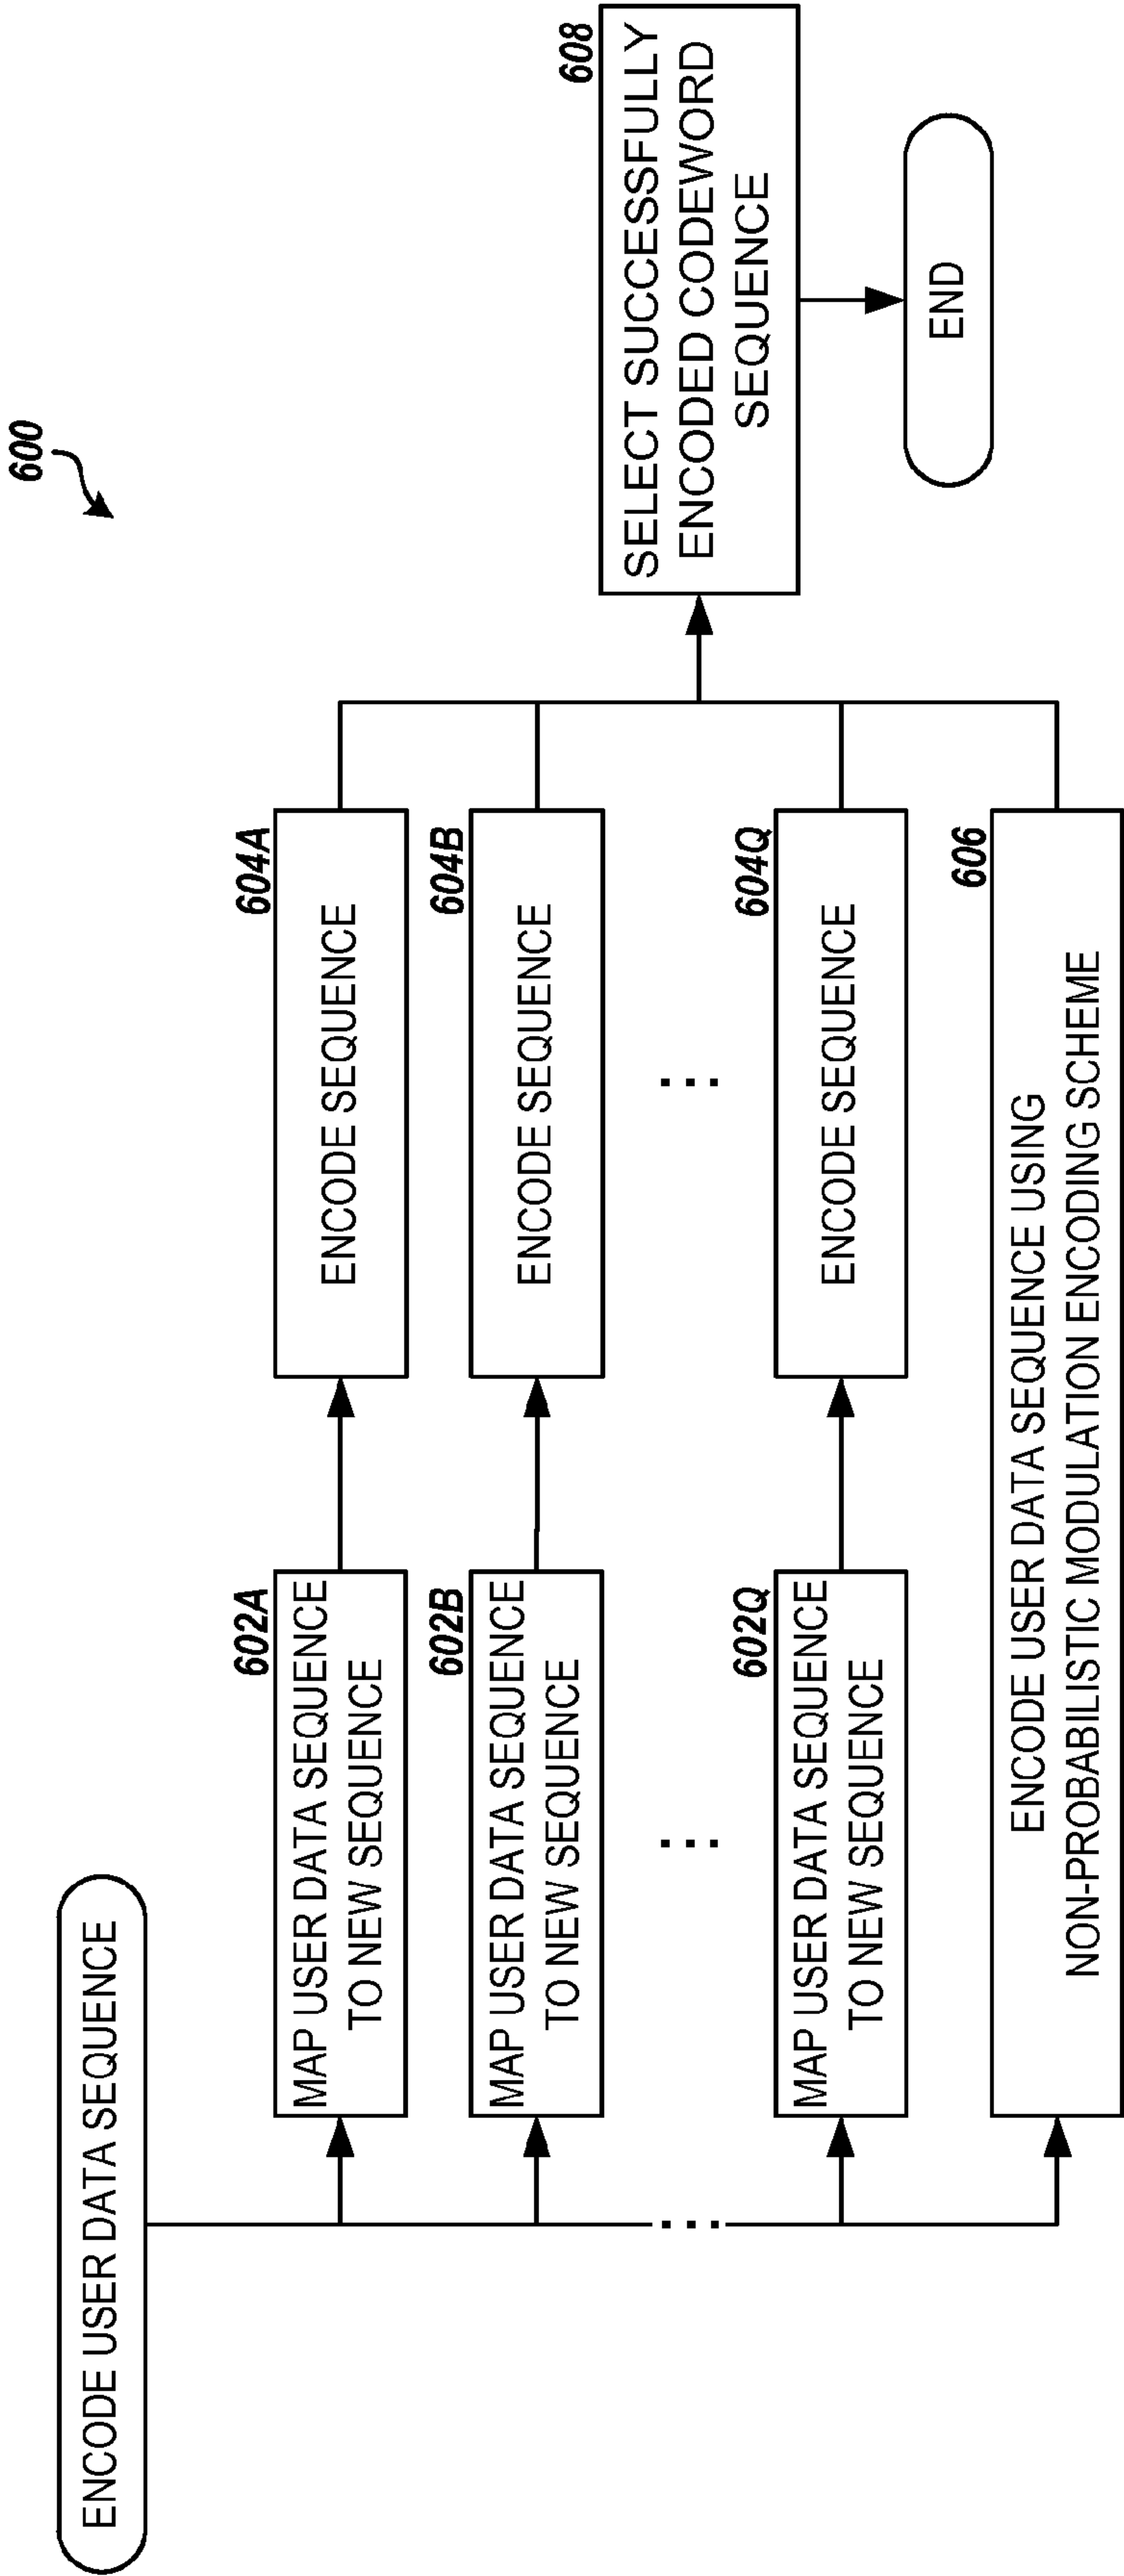 600
ENCODE USER DATA SEQUENCE
602A
MAP USER DATA SEQUENCE
TO NEW SEQUENCE
604A
ENCODE SEQUENCE
602B
MAP USER DATA SEQUENCE
TO NEW SEQUENCE
604B
ENCODE SEQUENCE
...
...
...
602Q
MAP USER DATA SEQUENCE
TO NEW SEQUENCE
604Q
ENCODE SEQUENCE
606
ENCODE USER DATA SEQUENCE USING
NON-PROBABILISTIC MODULATION ENCODING SCHEME
608
SELECT SUCCESSFULLY
ENCODED CODEWORD
SEQUENCE
END